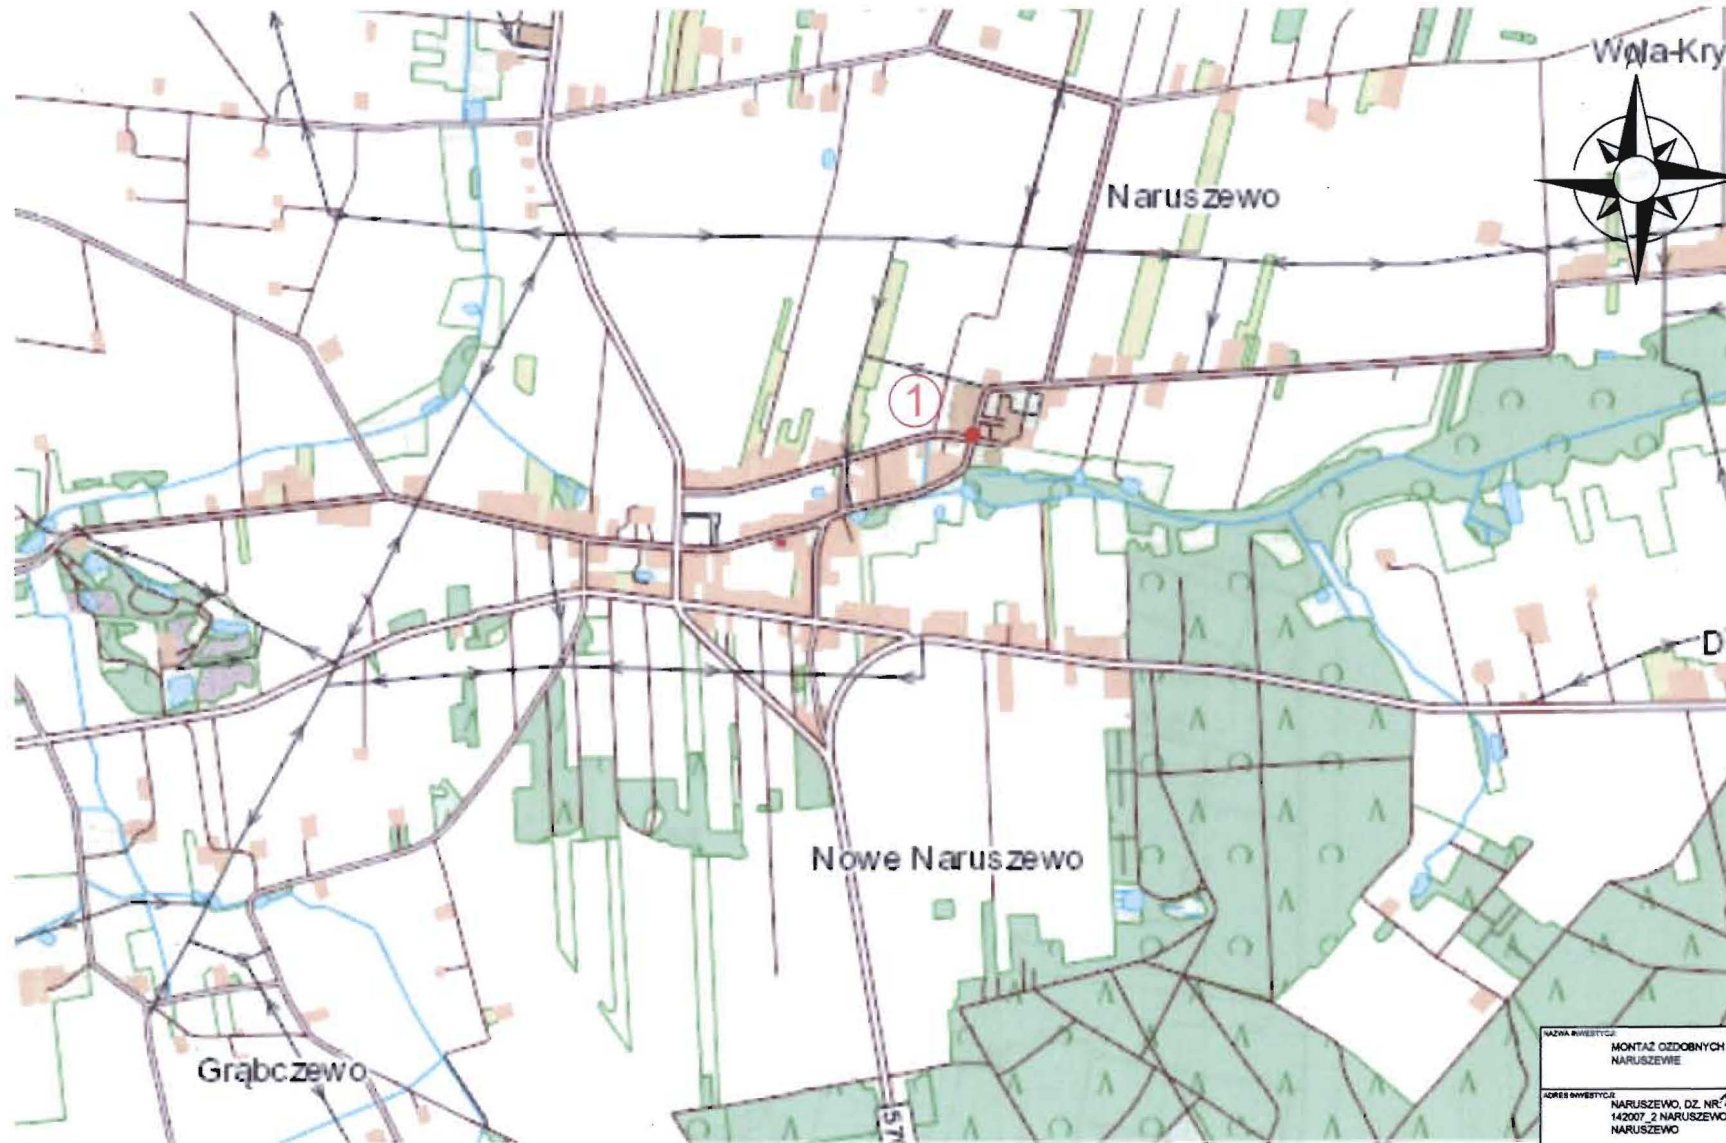 Wola-Kry
N
Naruszewo
1
D
Nowe Naruszewo
Grąbczewo
57
NAZWA INWESTYCJI:
MONTAŻ OZDOBNYCH
NARUSZEWIE
ADRES INWESTYCJI:
NARUSZEWO, DZ. NR:
142007_2 NARUSZEWO
NARUSZEWO